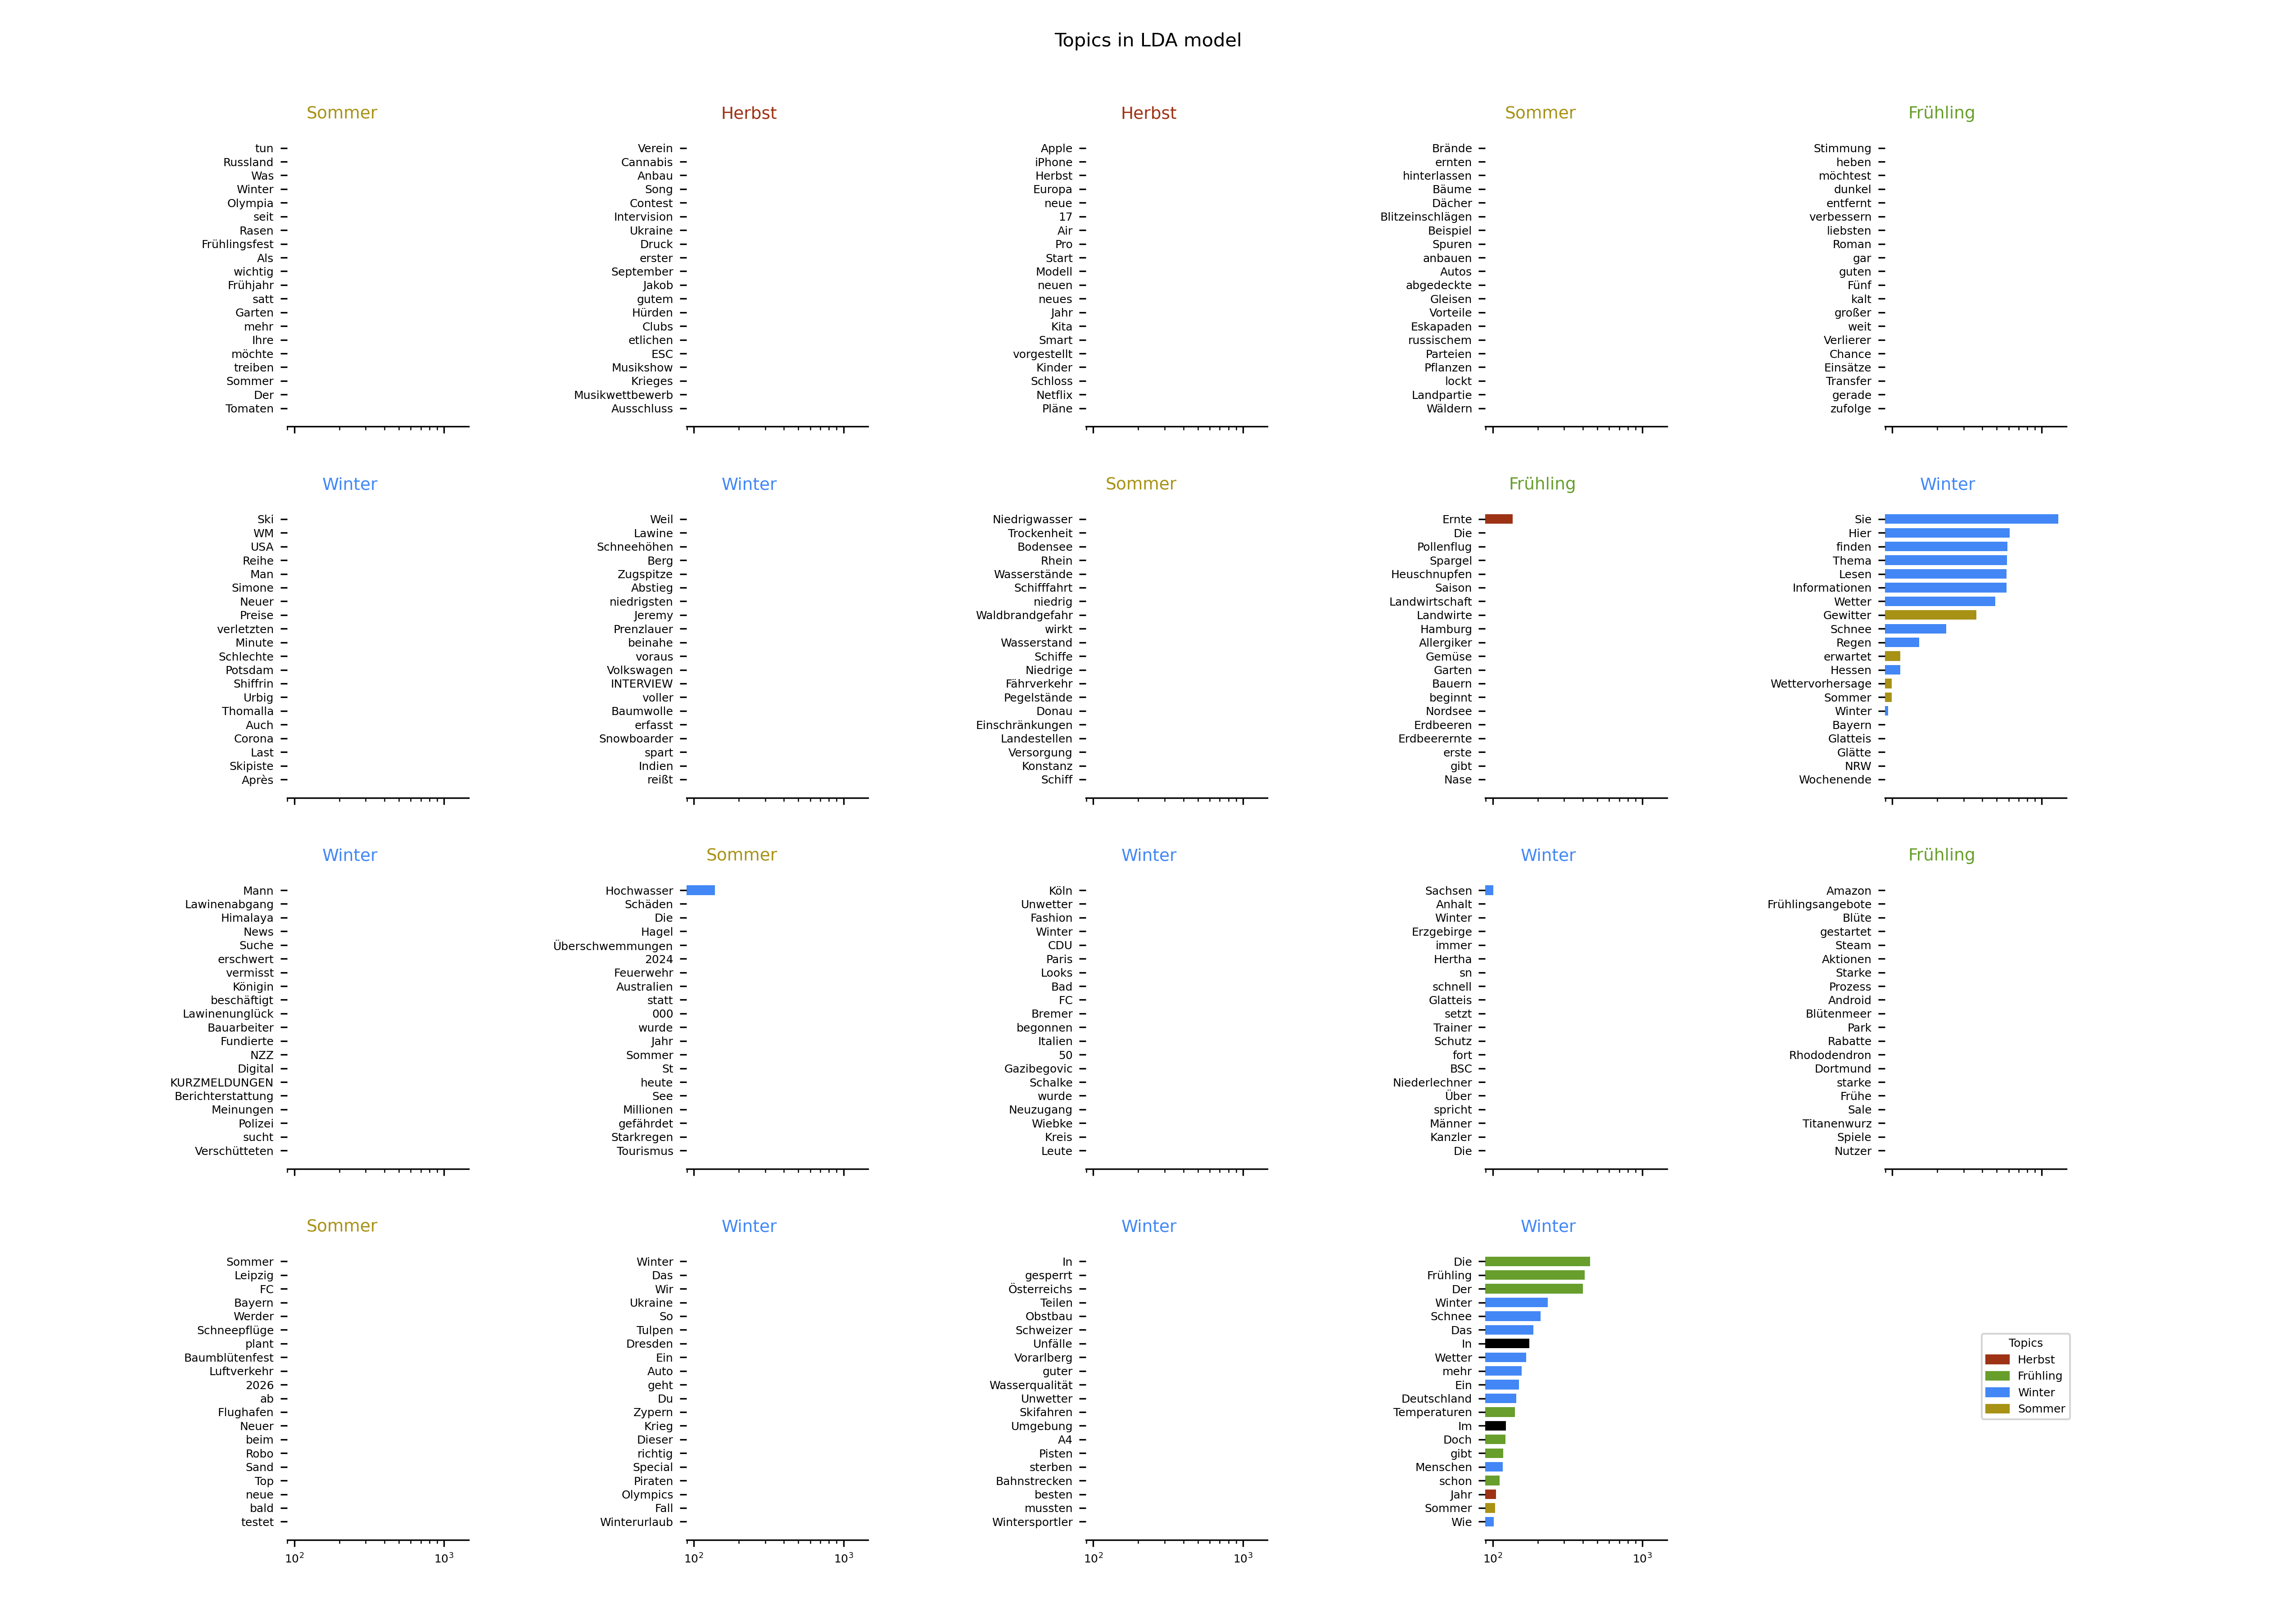 Topics in LDA model
Sommer
tun
Russland
Was
Winter
Olympia
seit
Rasen
Frühlingsfest
Als
wichtig
Frühjahr
satt
Garten
mehr
Ihre
möchte
treiben
Sommer
Der
Tomaten
Herbst
Verein
Cannabis
Anbau
Song
Contest
Intervision
Ukraine
Druck
erster
September
Jakob
gutem
Hürden
Clubs
etlichen
ESC
Musikshow
Krieges
Musikwettbewerb
Ausschluss
Herbst
Apple
iPhone
Herbst
Europa
neue
17
Air
Pro
Start
Modell
neuen
neues
Jahr
Kita
Smart
vorgestellt
Kinder
Schloss
Netflix
Pläne
Sommer
Brände
ernten
hinterlassen
Bäume
Dächer
Blitzeinschlägen
Beispiel
Spuren
anbauen
Autos
abgedeckte
Gleisen
Vorteile
Eskapaden
russischem
Parteien
Pflanzen
lockt
Landpartie
Wäldern
Frühling
Stimmung
heben
möchtest
dunkel
entfernt
verbessern
liebsten
Roman
gar
guten
Fünf
kalt
großer
weit
Verlierer
Chance
Einsätze
Transfer
gerade
zufolge
Winter
Ski
WM
USA
Reihe
Man
Simone
Neuer
Preise
verletzten
Minute
Schlechte
Potsdam
Shiffrin
Urbig
Thomalla
Auch
Corona
Last
Skipiste
Après
Winter
Weil
Lawine
Schneehöhen
Berg
Zugspitze
Abstieg
niedrigsten
Jeremy
Prenzlauer
beinahe
voraus
Volkswagen
INTERVIEW
voller
Baumwolle
erfasst
Snowboarder
spart
Indien
reißt
Sommer
Niedrigwasser
Trockenheit
Bodensee
Rhein
Wasserstände
Schifffahrt
niedrig
Waldbrandgefahr
wirkt
Wasserstand
Schiffe
Niedrige
Fährverkehr
Pegelstände
Donau
Einschränkungen
Landestellen
Versorgung
Konstanz
Schiff
Frühling
Ernte
Die
Pollenflug
Spargel
Heuschnupfen
Saison
Landwirtschaft
Landwirte
Hamburg
Allergiker
Gemüse
Garten
Bauern
beginnt
Nordsee
Erdbeeren
Erdbeerernte
erste
gibt
Nase
Winter
Sie
Hier
finden
Thema
Lesen
Informationen
Wetter
Gewitter
Schnee
Regen
erwartet
Hessen
Wettervorhersage
Sommer
Winter
Bayern
Glatteis
Glätte
NRW
Wochenende
Winter
Mann
Lawinenabgang
Himalaya
News
Suche
erschwert
vermisst
Königin
beschäftigt
Lawinenunglück
Bauarbeiter
Fundierte
NZZ
Digital
KURZMELDUNGEN
Berichterstattung
Meinungen
Polizei
sucht
Verschütteten
Sommer
Hochwasser
Schäden
Die
Hagel
Überschwemmungen
2024
Feuerwehr
Australien
statt
000
wurde
Jahr
Sommer
St
heute
See
Millionen
gefährdet
Starkregen
Tourismus
Winter
Köln
Unwetter
Fashion
Winter
CDU
Paris
Looks
Bad
FC
Bremer
begonnen
Italien
50
Gazibegovic
Schalke
wurde
Neuzugang
Wiebke
Kreis
Leute
Winter
Sachsen
Anhalt
Winter
Erzgebirge
immer
Hertha
sn
schnell
Glatteis
setzt
Trainer
Schutz
fort
BSC
Niederlechner
Über
spricht
Männer
Kanzler
Die
Frühling
Amazon
Frühlingsangebote
Blüte
gestartet
Steam
Aktionen
Starke
Prozess
Android
Blütenmeer
Park
Rabatte
Rhododendron
Dortmund
starke
Frühe
Sale
Titanenwurz
Spiele
Nutzer
Sommer
Sommer
Leipzig
FC
Bayern
Werder
Schneepflüge
plant
Baumblütenfest
Luftverkehr
2026
ab
Flughafen
Neuer
beim
Robo
Sand
Top
neue
bald
testet
10²
10³
Winter
Winter
Das
Wir
Ukraine
So
Tulpen
Dresden
Ein
Auto
geht
Du
Zypern
Krieg
Dieser
richtig
Special
Piraten
Olympics
Fall
Winterurlaub
10²
10³
Winter
In
gesperrt
Österreichs
Teilen
Obstbau
Schweizer
Unfälle
Vorarlberg
guter
Wasserqualität
Unwetter
Skifahren
Umgebung
A4
Pisten
sterben
Bahnstrecken
besten
mussten
Wintersportler
10²
10³
Winter
Die
Frühling
Der
Winter
Schnee
Das
In
Wetter
mehr
Ein
Deutschland
Temperaturen
Im
Doch
gibt
Menschen
schon
Jahr
Sommer
Wie
10²
10³
Topics
Herbst
Frühling
Winter
Sommer